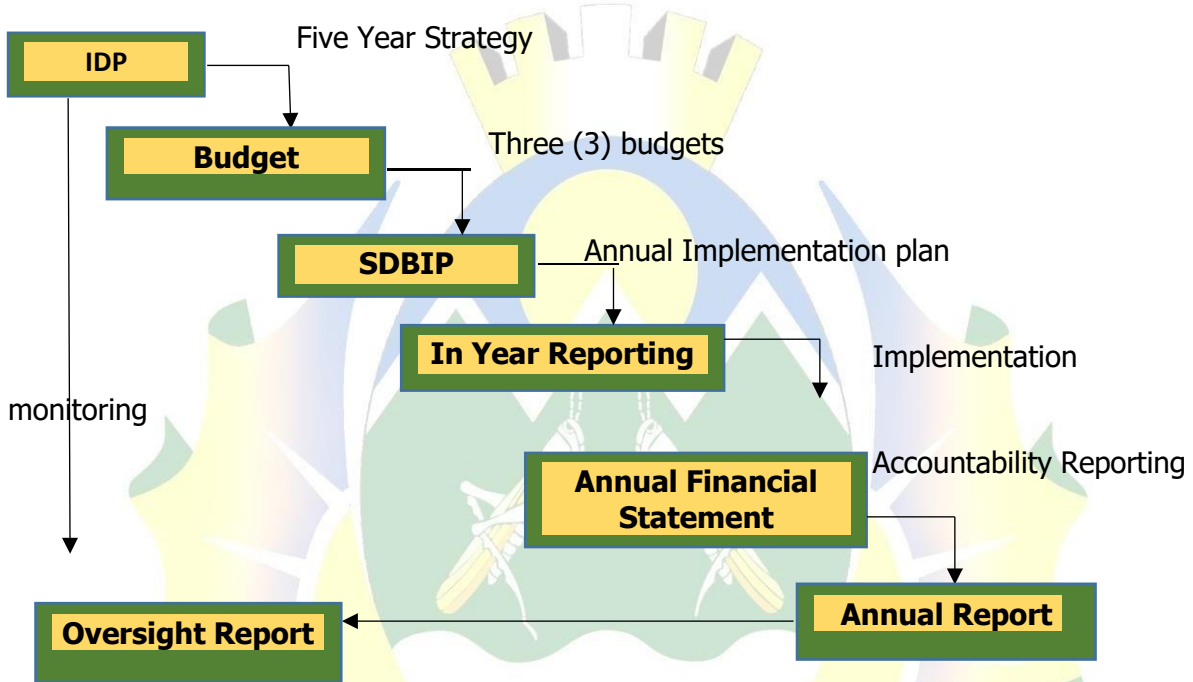 Five Year Strategy
IDP
Three (3) budgets
Budget
Annual Implementation plan
SDBIP
In Year Reporting
Implementation
monitoring
Accountability Reporting
Annual Financial
Statement
Annual Report
Oversight Report